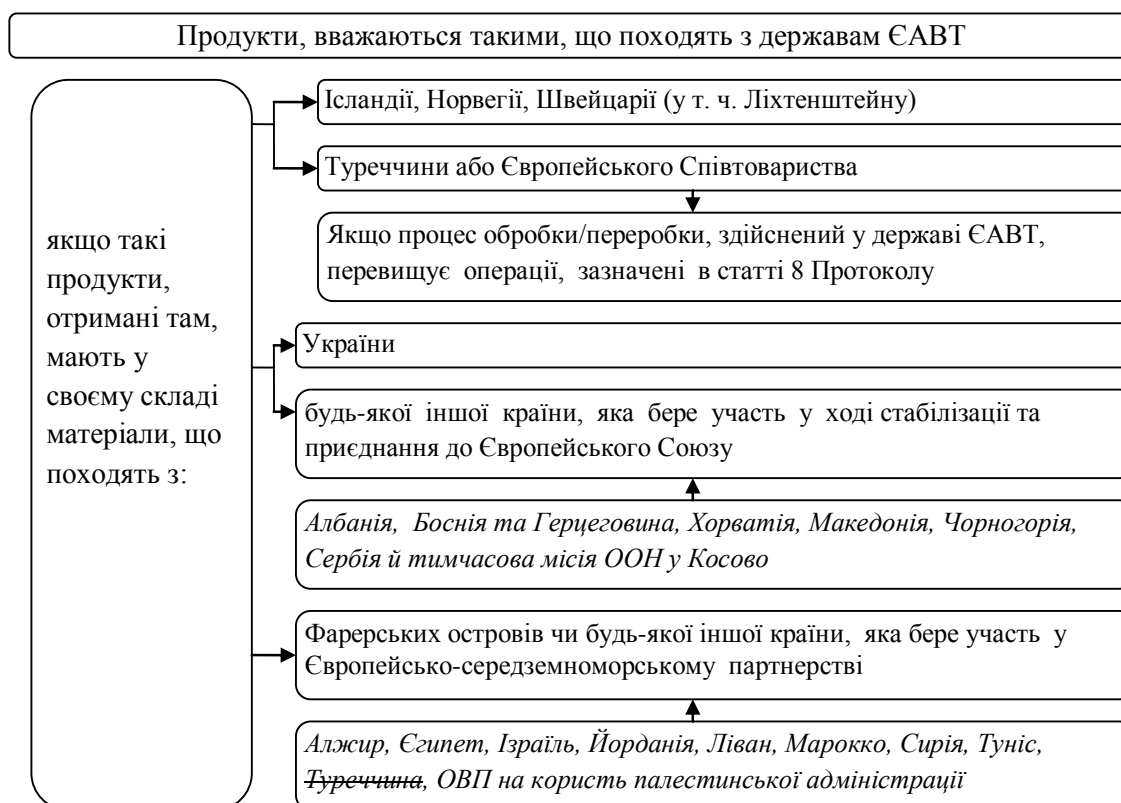 Продукти, вважаються такими, що походять з державам ЄАВТ
якщо такі
продукти,
отримані там,
мають у
своєму складі
матеріали, що
походять з:
Ісландії, Норвегії, Швейцарії (у т. ч. Ліхтенштейну)
Туреччини або Європейського Співтовариства
Якщо процес обробки/переробки, здійснений у державі ЄАВТ,
перевищує операції, зазначені в статті 8 Протоколу
України
будь-якої іншої країни, яка бере участь у ході стабілізації та
приєднання до Європейського Союзу
Албанія, Боснія та Герцеговина, Хорватія, Македонія, Чорногорія,
Сербія й тимчасова місія ООН у Косово
Фарерських островів чи будь-якої іншої країни, яка бере участь у
Європейсько-середземноморському партнерстві
Алжир, Єгипет, Ізраїль, Йорданія, Ліван, Марокко, Сирія, Туніс,
Туреччина, ОВП на користь палестинської адміністрації